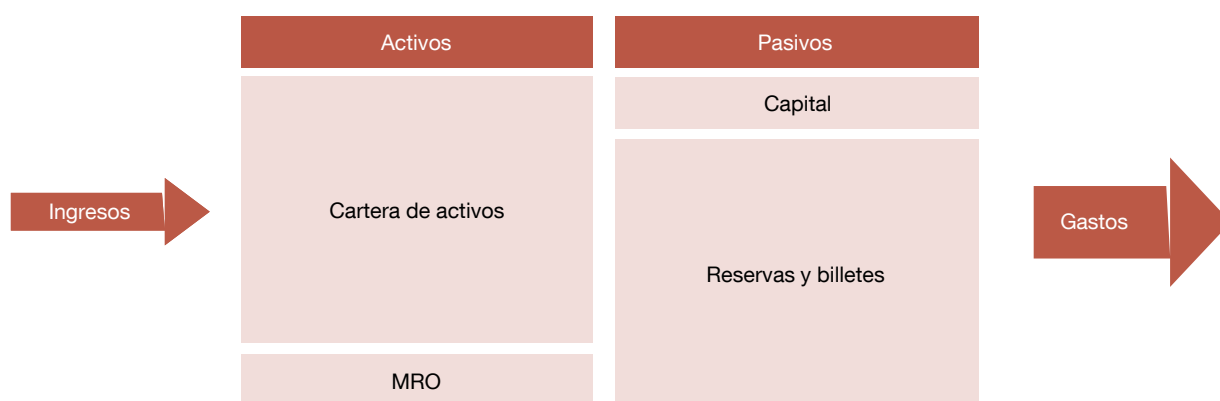 Activos
Pasivos
Capital
Ingresos
Cartera de activos
Gastos
Reservas y billetes
MRO